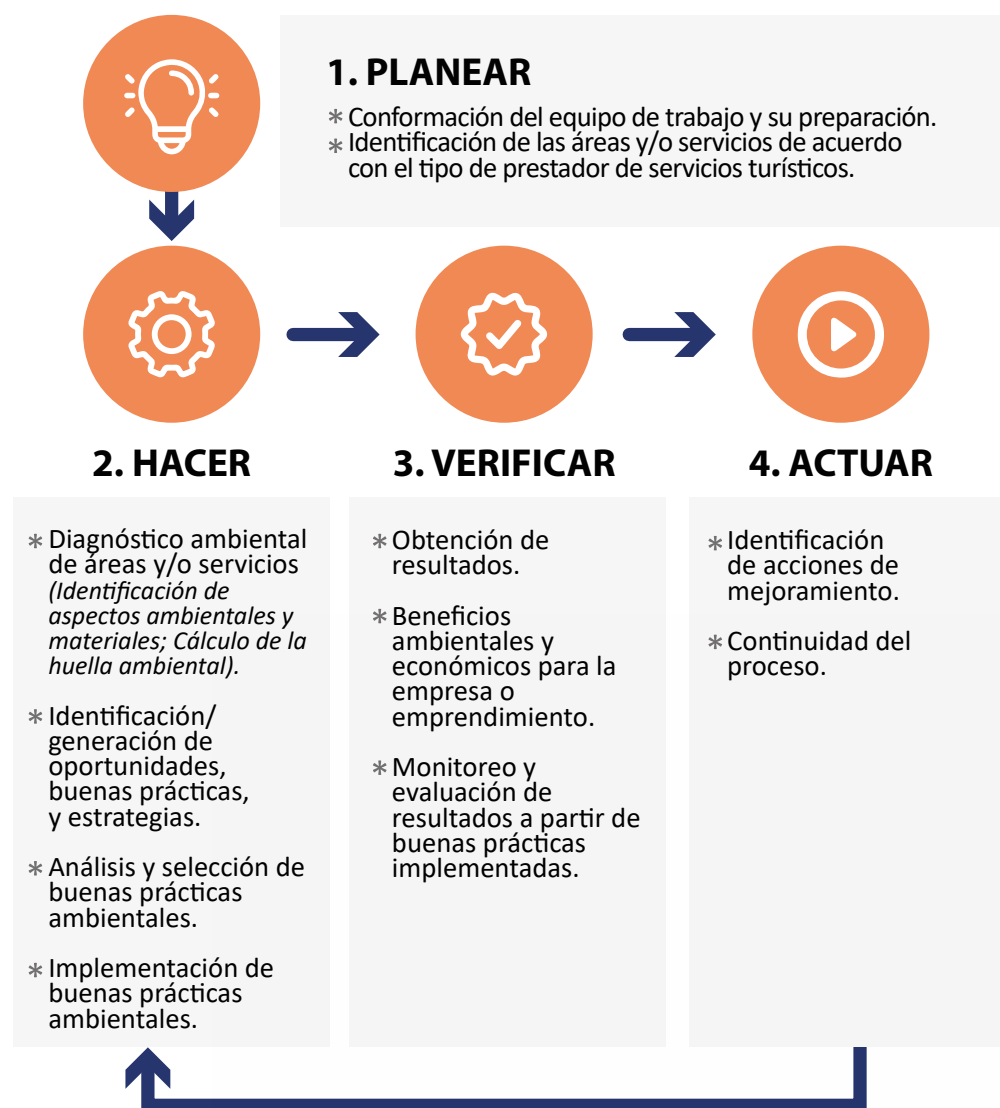 1. PLANEAR
* Conformación del equipo de trabajo y su preparación.
* Identificación de las áreas y/o servicios de acuerdo
con el tipo de prestador de servicios turísticos.
2. HACER
* Diagnóstico ambiental
de áreas y/o servicios
(Identificación de
aspectos ambientales y
materiales; Cálculo de la
huella ambiental).
* Identificación/
generación de
oportunidades,
buenas prácticas,
y estrategias.
* Análisis y selección de
buenas prácticas
ambientales.
* Implementación de
buenas prácticas
ambientales.
3. VERIFICAR
* Obtención de
resultados.
* Beneficios
ambientales y
económicos para la
empresa o
emprendimiento.
* Monitoreo y
evaluación de
resultados a partir de
buenas prácticas
implementadas.
4. ACTUAR
* Identificación
de acciones de
mejoramiento.
* Continuidad del
proceso.